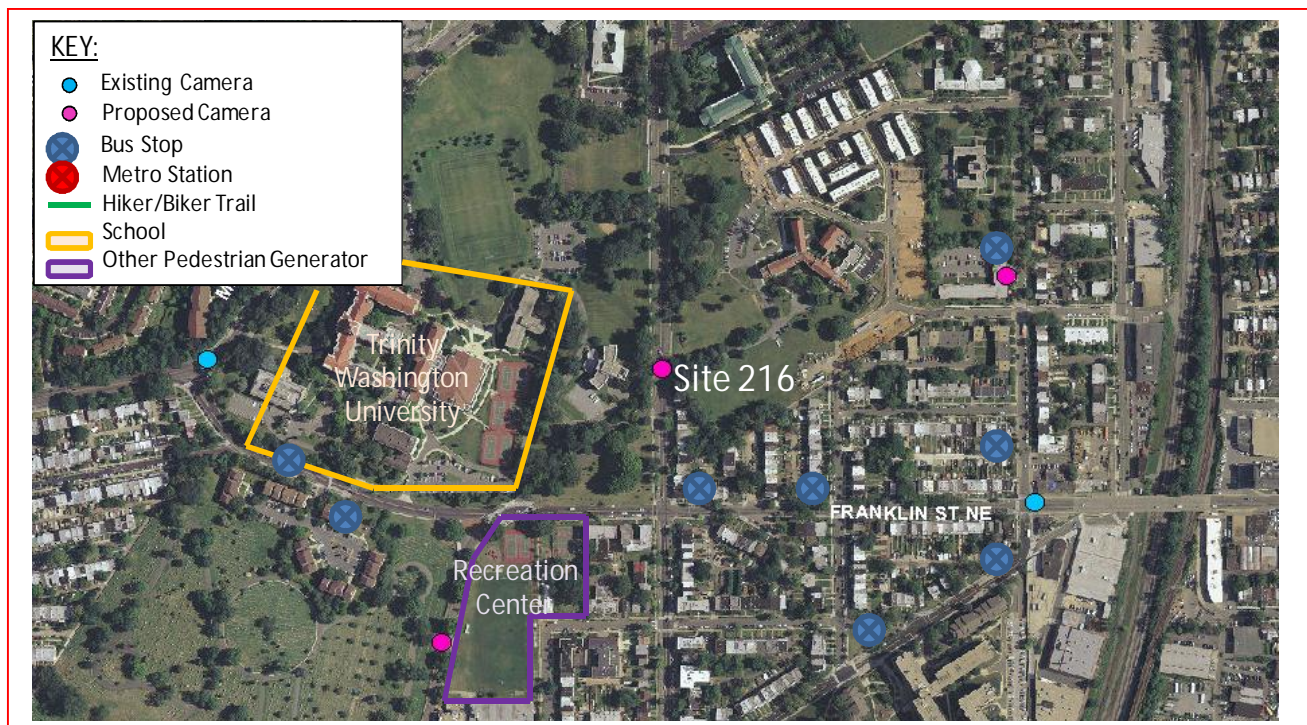 KEY:
Existing Camera
Proposed Camera
Bus Stop
Metro Station
Hiker/Biker Trail
School
Other Pedestrian Generator
Trinity
Washington
University
Site 216
FRANKLIN ST NE
Recreation
Center